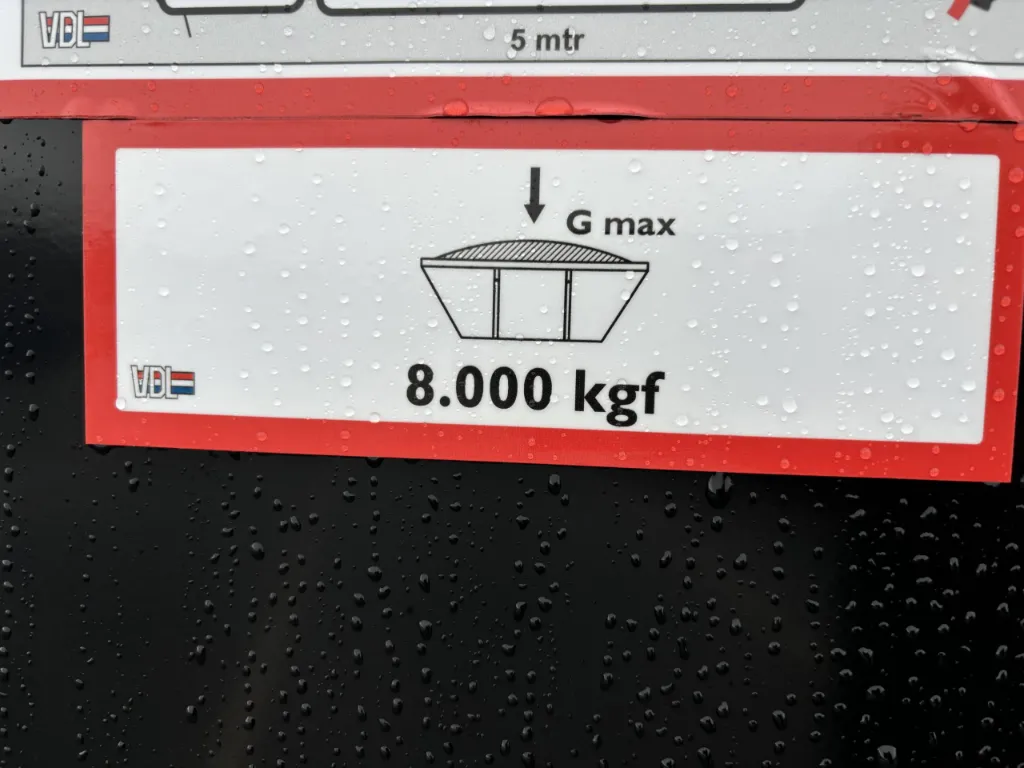 VDL
5 mtr
G max
VDL
8.000 kgf